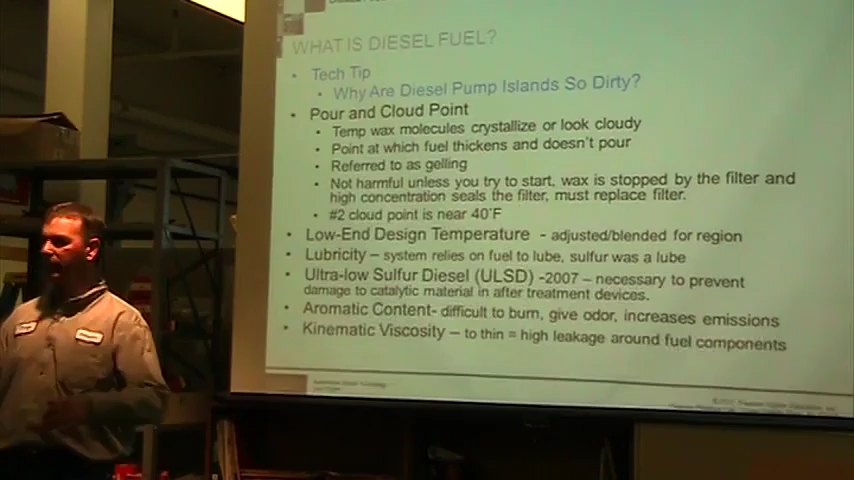 WHAT IS DIESEL FUEL?
• Tech Tip
• Why Are Diesel Pump Islands So Dirty?
• Pour and Cloud Point
• Temp wax molecules crystallize or look cloudy
• Point at which fuel thickens and doesn't pour
• Referred to as gelling
• Not harmful unless you try to start, wax is stopped by the filter and
high concentration seals the filter, must replace filter.
• #2 cloud point is near 40°F
• Low-End Design Temperature - adjusted/blended for region
• Lubricity – system relies on fuel to lube, sulfur was a lube
• Ultra-low Sulfur Diesel (ULSD) -2007 – necessary to prevent
damage to catalytic material in after treatment devices.
• Aromatic Content- difficult to burn, give odor, increases emissions
• Kinematic Viscosity – to thin = high leakage around fuel components